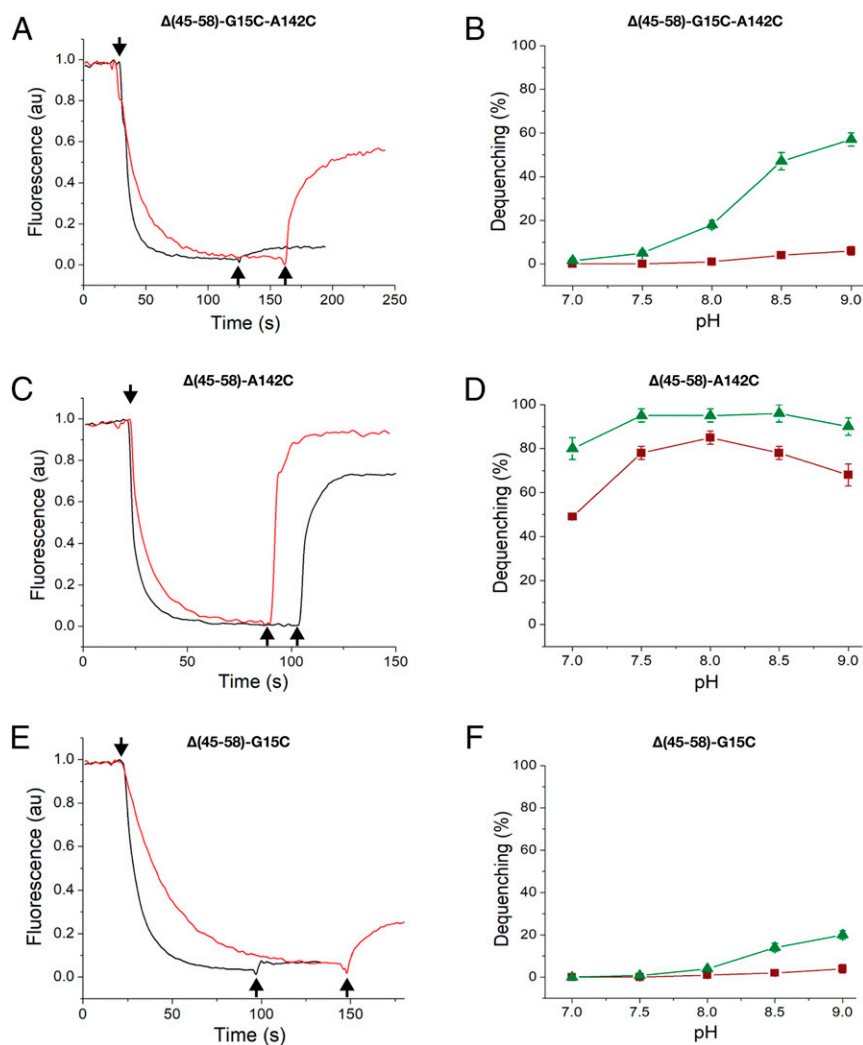 A
Δ(45-58)-G15C-A142C
Fluorescence (au)
1.0
0.8
0.6
0.4
0.2
0.0
0 50 100 150 200 250
Time (s)
B
Δ(45-58)-G15C-A142C
Dequenching (%)
100
80
60
40
20
0
7.0 7.5 8.0 8.5 9.0
pH
C
Δ(45-58)-A142C
Fluorescence (au)
1.0
0.8
0.6
0.4
0.2
0.0
0 50 100 150
Time (s)
D
Δ(45-58)-A142C
Dequenching (%)
100
80
60
40
20
0
7.0 7.5 8.0 8.5 9.0
pH
E
Δ(45-58)-G15C
Fluorescence (au)
1.0
0.8
0.6
0.4
0.2
0.0
0 50 100 150
Time (s)
F
Δ(45-58)-G15C
Dequenching (%)
100
80
60
40
20
0
7.0 7.5 8.0 8.5 9.0
pH